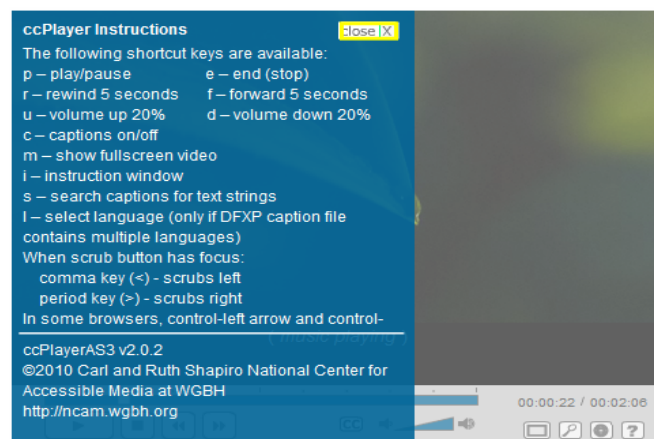 ccPlayer Instructions
close X
The following shortcut keys are available:
p – play/pause e – end (stop)
r – rewind 5 seconds f – forward 5 seconds
u – volume up 20% d – volume down 20%
c – captions on/off
m – show fullscreen video
i – instruction window
s – search captions for text strings
l – select language (only if DFXP caption file
contains multiple languages)
When scrub button has focus:
comma key (<) - scrubs left
period key (>) - scrubs right
In some browsers, control-left arrow and control-
(music playing)
ccPlayerAS3 v2.0.2
©2010 Carl and Ruth Shapiro National Center for
Accessible Media at WGBH
http://ncam.wgbh.org
00:00:22 / 00:02:06
CC
?